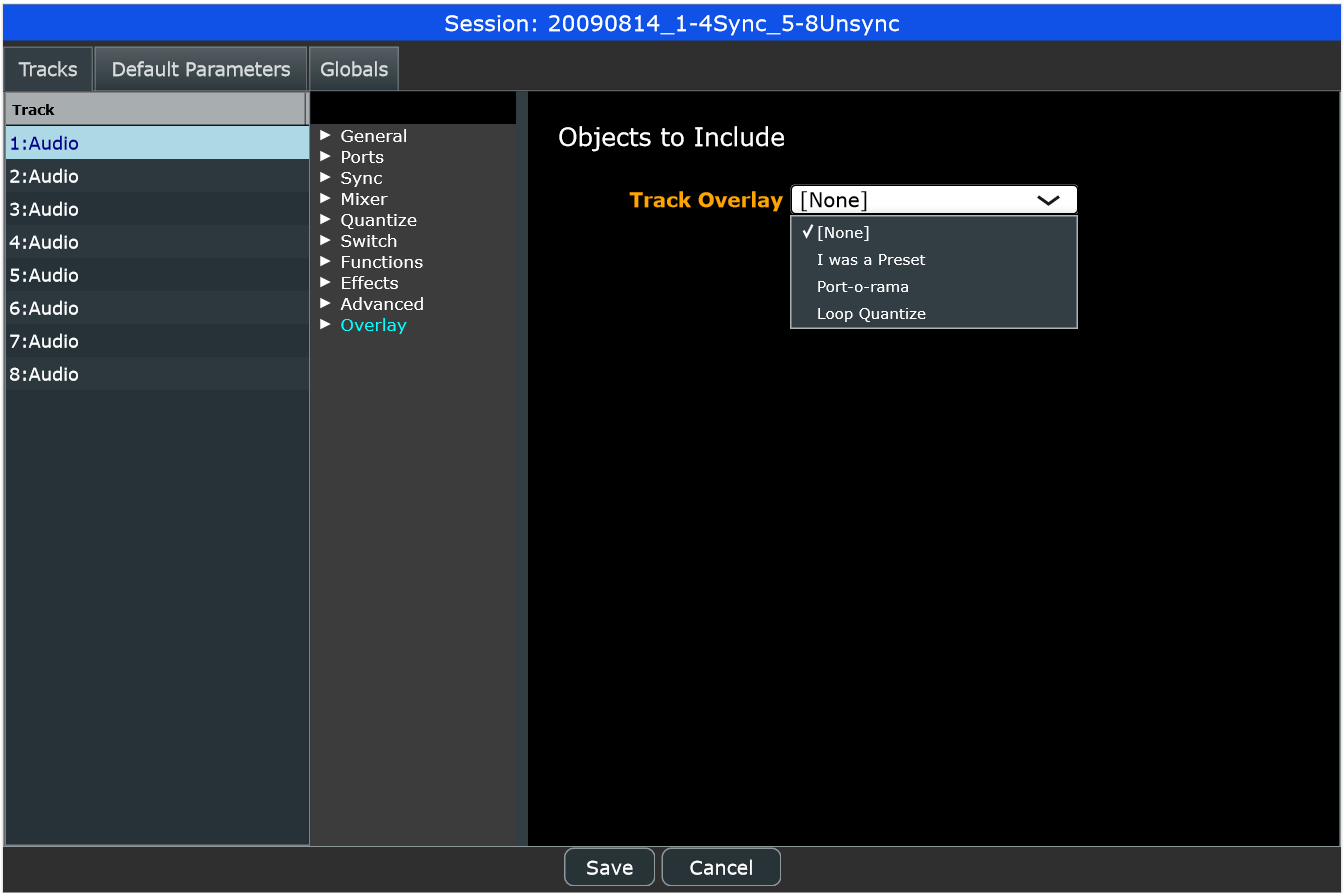 Session: 20090814_1-4Sync_5-8Unsync
Tracks
Default Parameters
Globals
Track
1:Audio
2:Audio
3:Audio
4:Audio
5:Audio
6:Audio
7:Audio
8:Audio
General
Ports
Sync
Mixer
Quantize
Switch
Functions
Effects
Advanced
Overlay
Objects to Include
Track Overlay [None]
[None]
I was a Preset
Port-o-rama
Loop Quantize
Save
Cancel